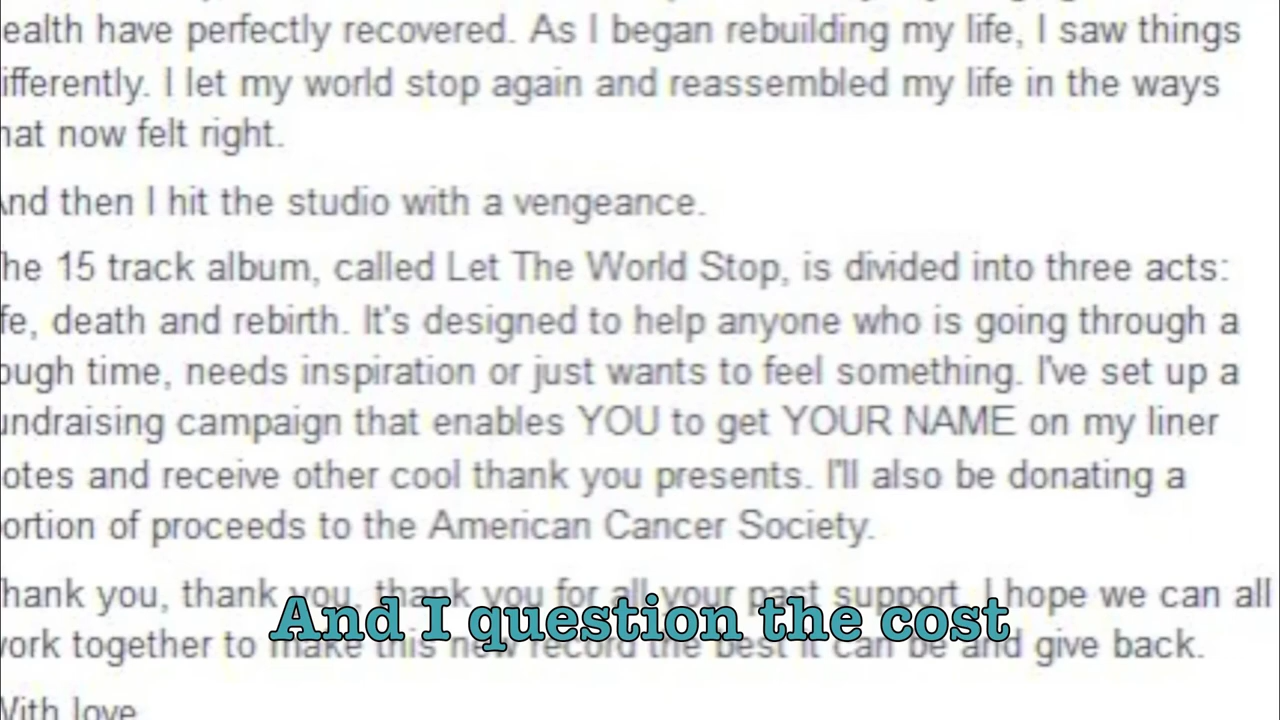 ealth have perfectly recovered. As I began rebuilding my life, I saw things
ifferently. I let my world stop again and reassembled my life in the ways
hat now felt right.
And then I hit the studio with a vengeance.
he 15 track album, called Let The World Stop, is divided into three acts:
fe, death and rebirth. It's designed to help anyone who is going through a
ough time, needs inspiration or just wants to feel something. I've set up a
undraising campaign that enables YOU to get YOUR NAME on my liner
otes and receive other cool thank you presents. I'll also be donating a
ortion of proceeds to the American Cancer Society.
hank you, thank you, thank you for all your past support. I hope we can all
And I question the cost
work together to make this new record the best it can be and give back.
With love